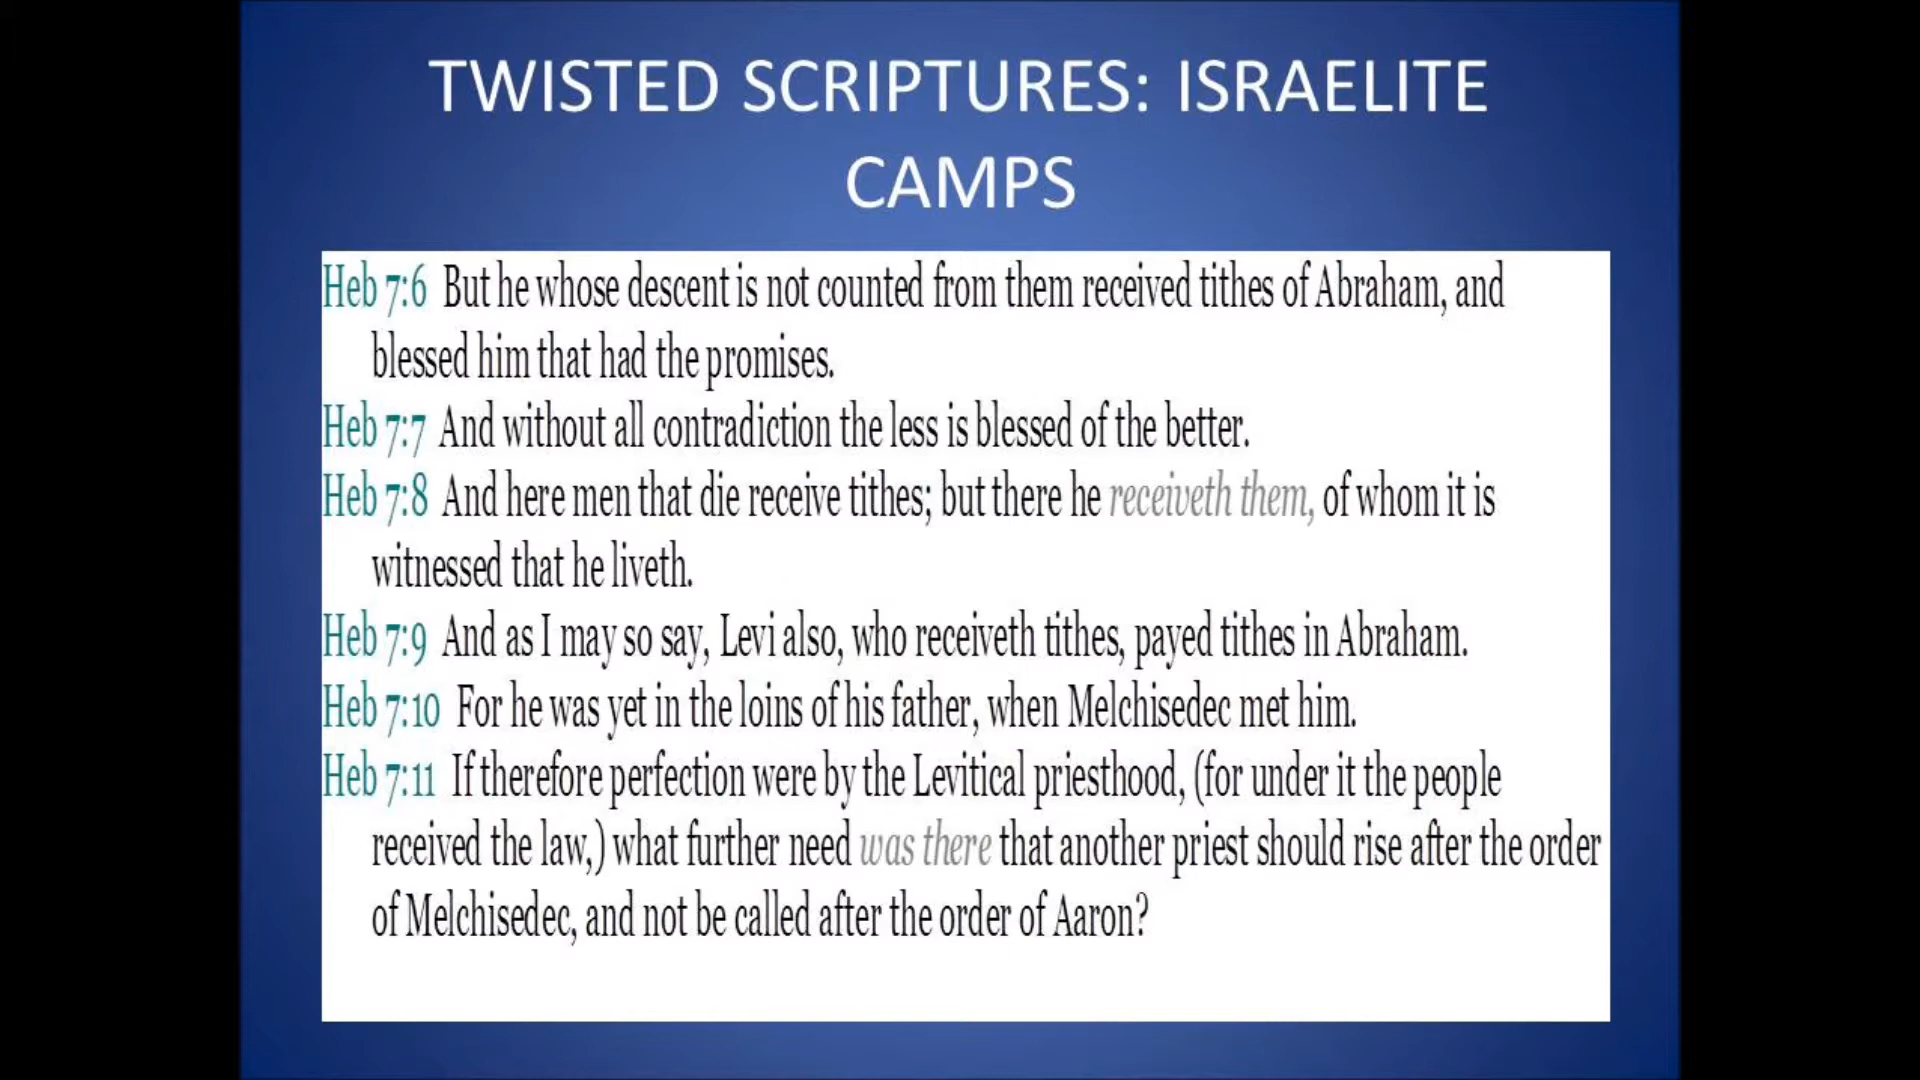 TWISTED SCRIPTURES: ISRAELITE
CAMPS
Heb 7:6 But he whose descent is not counted from them received tithes of Abraham, and
blessed him that had the promises.
Heb 7:7 And without all contradiction the less is blessed of the better.
Heb 7:8 And here men that die receive tithes; but there he receiveth them, of whom it is
witnessed that he liveth.
Heb 7:9 And as I may so say, Levi also, who receiveth tithes, payed tithes in Abraham.
Heb 7:10 For he was yet in the loins of his father, when Melchisedec met him.
Heb 7:11 If therefore perfection were by the Levitical priesthood, (for under it the people
received the law,) what further need was there that another priest should rise after the order
of Melchisedec, and not be called after the order of Aaron?